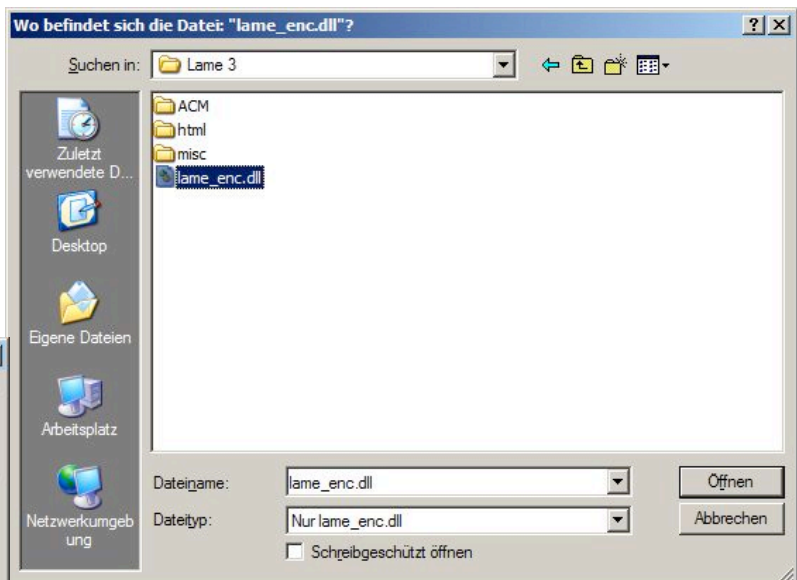 Wo befindet sich die Datei: "lame_enc.dll"?
Suchen in: Lame 3
ACM
html
misc
lame_enc.dll
Zuletzt
verwendete D...
Desktop
Eigene Dateien
Arbeitsplatz
Netzwerkumgeb
ung
Dateiname: lame_enc.dll Öffnen
Dateityp: Nur lame_enc.dll Abbrechen
Schreibgeschützt öffnen